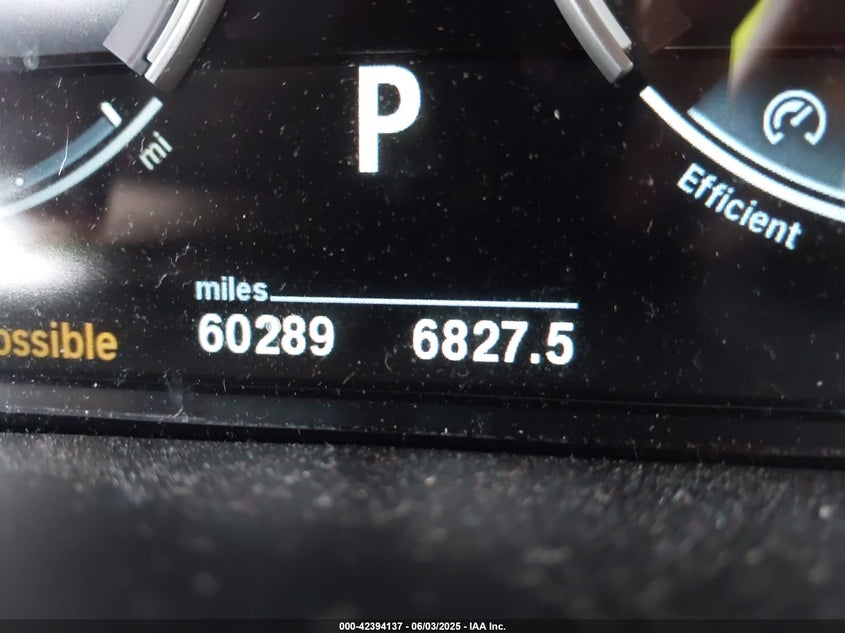 P
mi
Efficient
miles
60289 6827.5
ossible
000-42394137 - 06/03/2025 - IAA Inc.